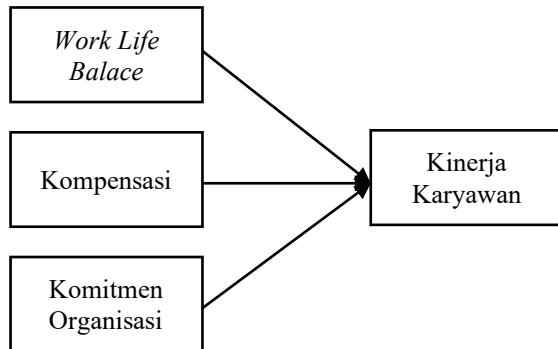 Work Life
Balace
Kompensasi
Kinerja
Karyawan
Komitmen
Organisasi